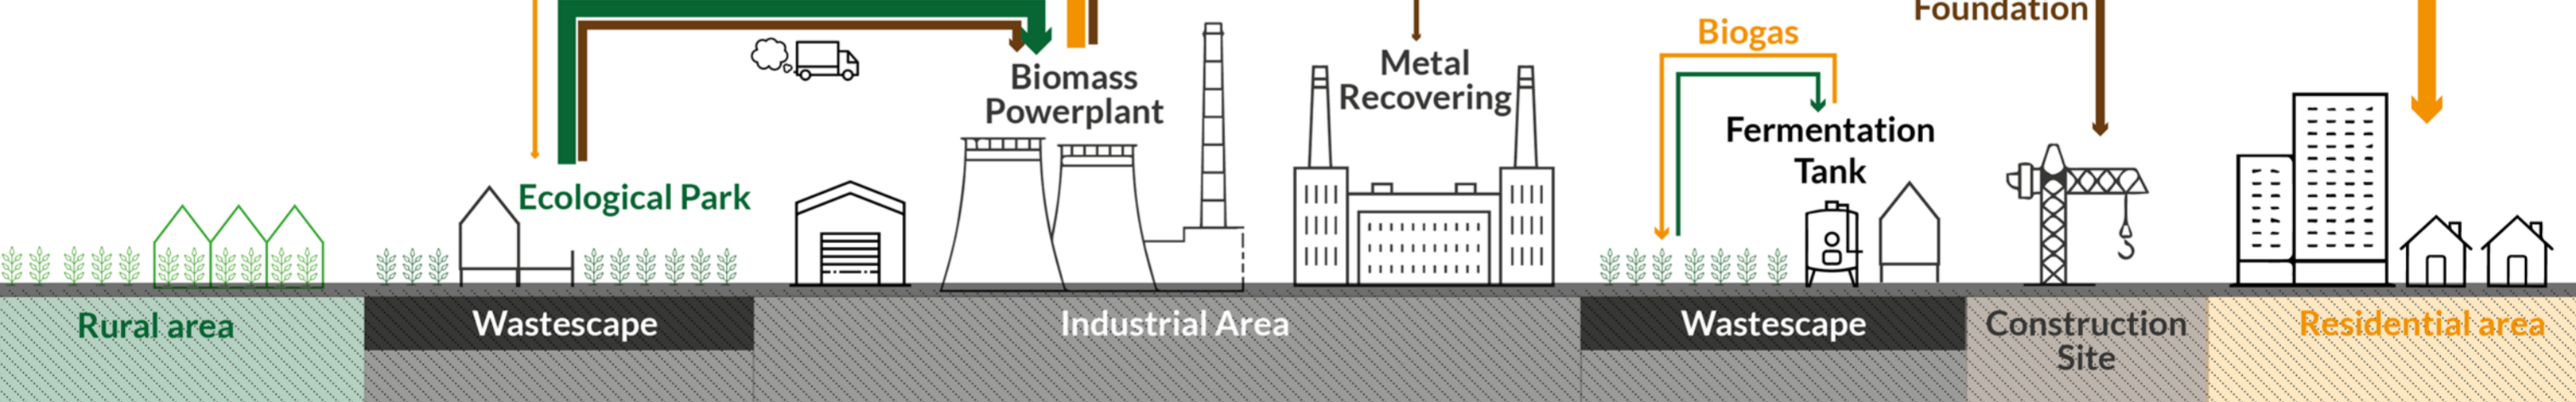 Foundation
Biogas
Metal
Recovering
Biomass
Powerplant
Fermentation
Tank
Ecological Park
Rural area
Wastescape
Industrial Area
Wastescape
Construction
Site
Residential area